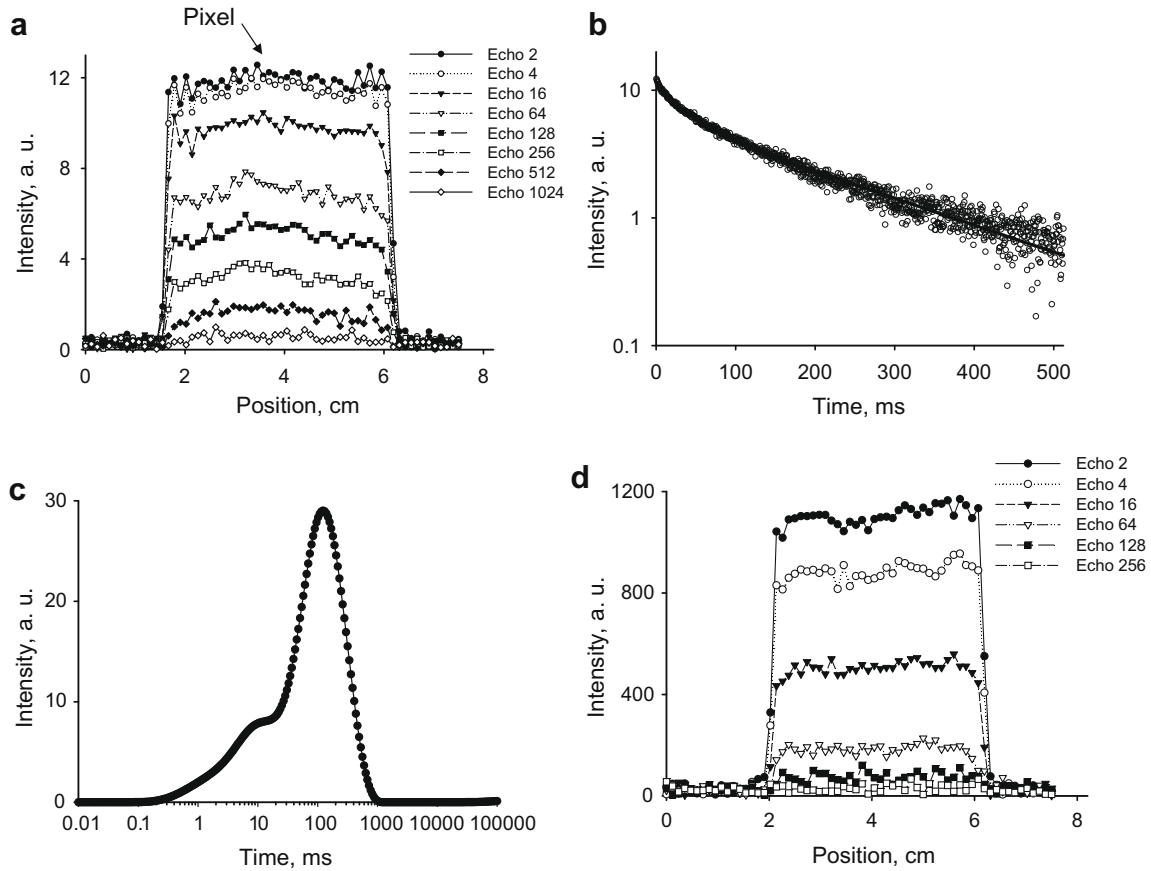 a
Pixel
Echo 2
Echo 4
Echo 16
Echo 64
Echo 128
Echo 256
Echo 512
Echo 1024
12
8
4
0
Intensity, a. u.
0 2 4 6 8
Position, cm
b
10
1
0.1
Intensity, a. u.
0 100 200 300 400 500
Time, ms
c
30
20
10
0
Intensity, a. u.
0.01 0.1 1 10 100 1000 10000 100000
Time, ms
d
Echo 2
Echo 4
Echo 16
Echo 64
Echo 128
Echo 256
1200
800
400
0
Intensity, a. u.
0 2 4 6 8
Position, cm